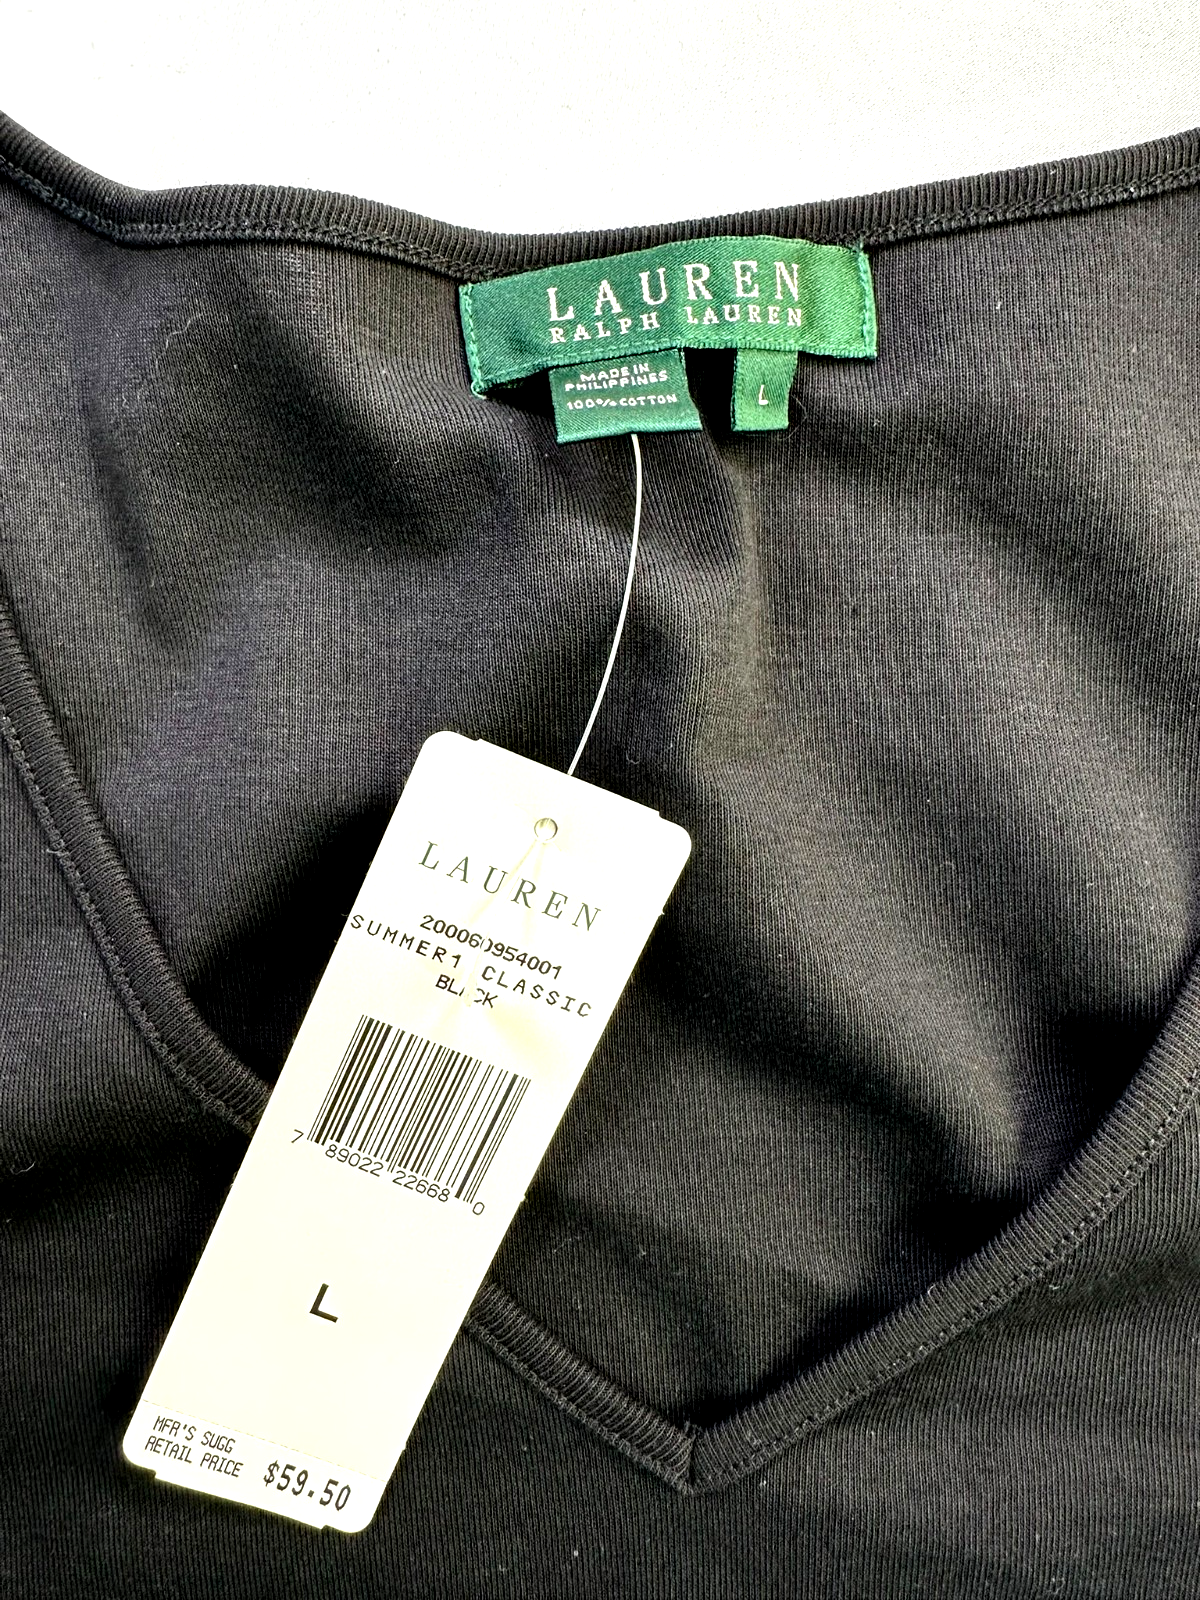 LAUREN
RALPH LAUREN
MADE IN
PHILIPPINES
100% COTTON
L
LAUREN
200060954001
SUMMER1 CLASSIC
BLACK
7 89022 22668 0
L
MFR'S SUGG
RETAIL PRICE $59.50